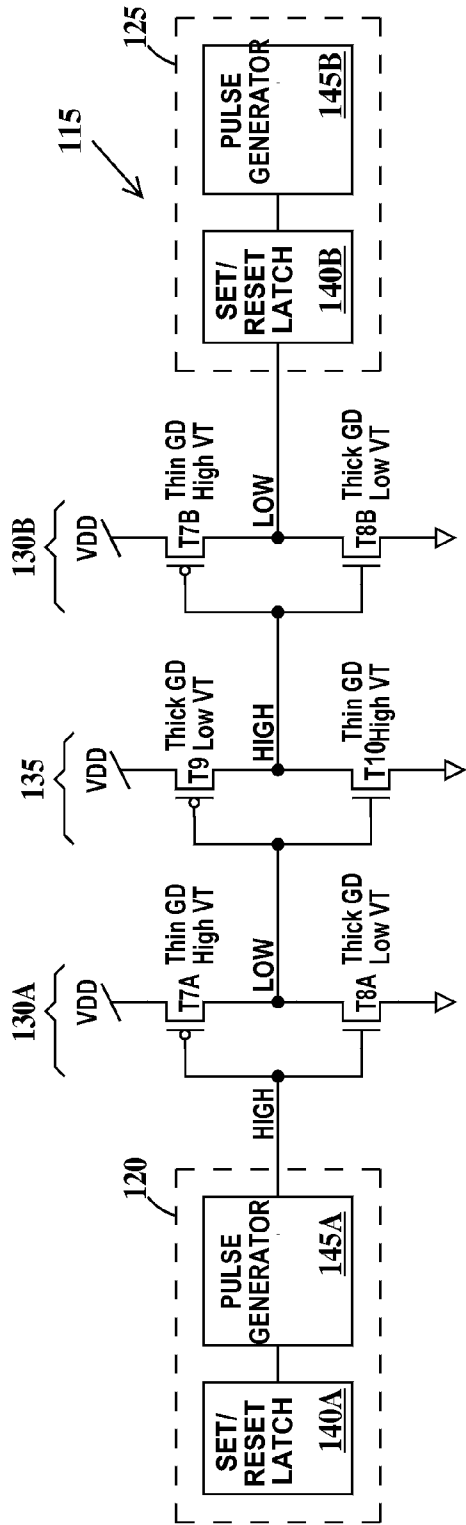 115
120
SET/
RESET
LATCH
140A
PULSE
GENERATOR
145A
HIGH
130A
VDD
T7A
Thin GD
High VT
LOW
T8A
Thick GD
Low VT
135
VDD
T9
Thick GD
Low VT
HIGH
T10
Thin GD
High VT
130B
VDD
T7B
Thin GD
High VT
LOW
T8B
Thick GD
Low VT
125
SET/
RESET
LATCH
140B
PULSE
GENERATOR
145B